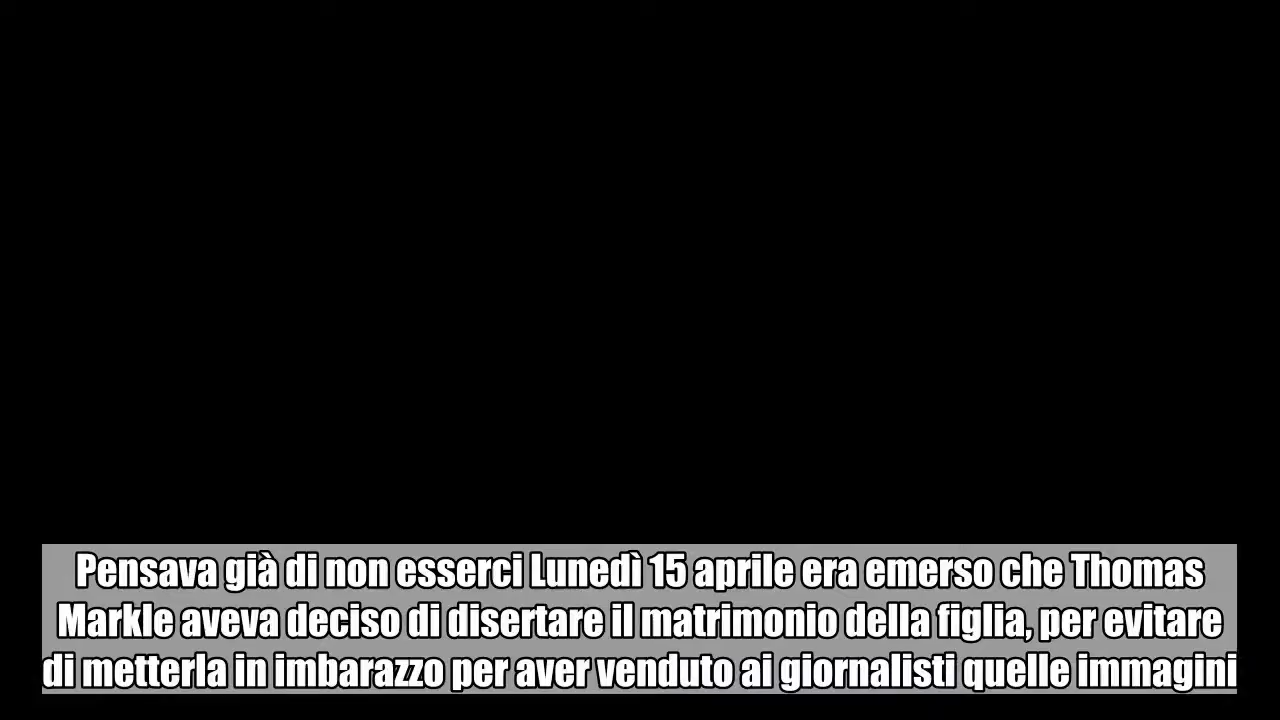 Pensava già di non esserci Lunedì 15 aprile era emerso che Thomas
Markle aveva deciso di disertare il matrimonio della figlia, per evitare
di metterla in imbarazzo per aver venduto ai giornalisti quelle immagini